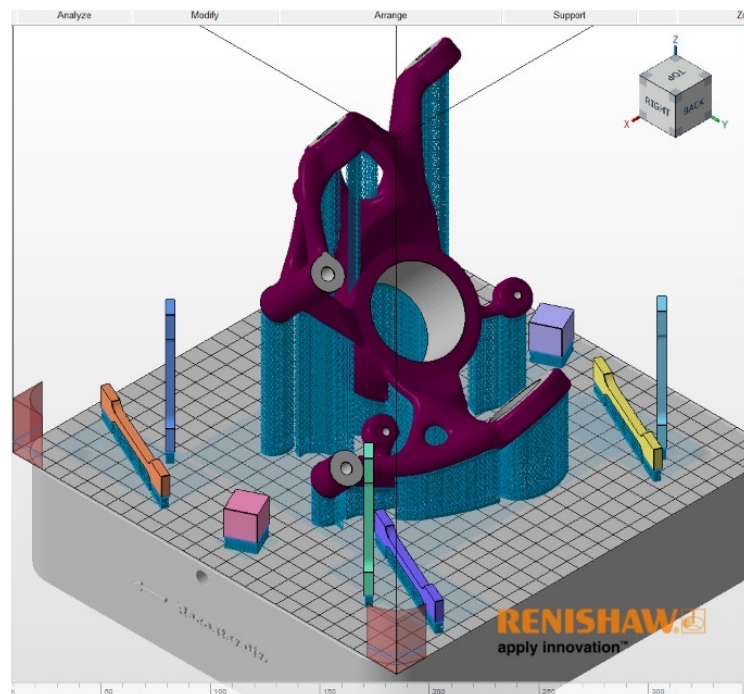 Analyze Modify Arrange Support
Z
TOP
RIGHT BACK
X Y
RENISHAW
apply innovation™
50 100 150 200 250 300